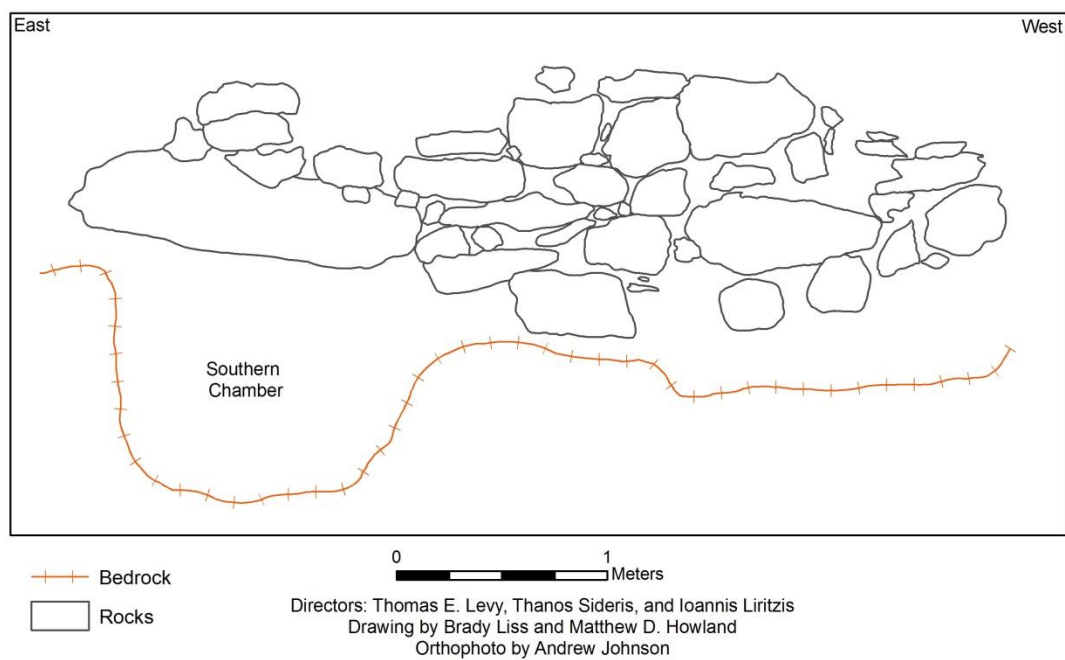 East
West
Southern
Chamber
Bedrock
Rocks
0
1
Meters
Directors: Thomas E. Levy, Thanos Sideris, and Ioannis Liritzis
Drawing by Brady Liss and Matthew D. Howland
Orthophoto by Andrew Johnson